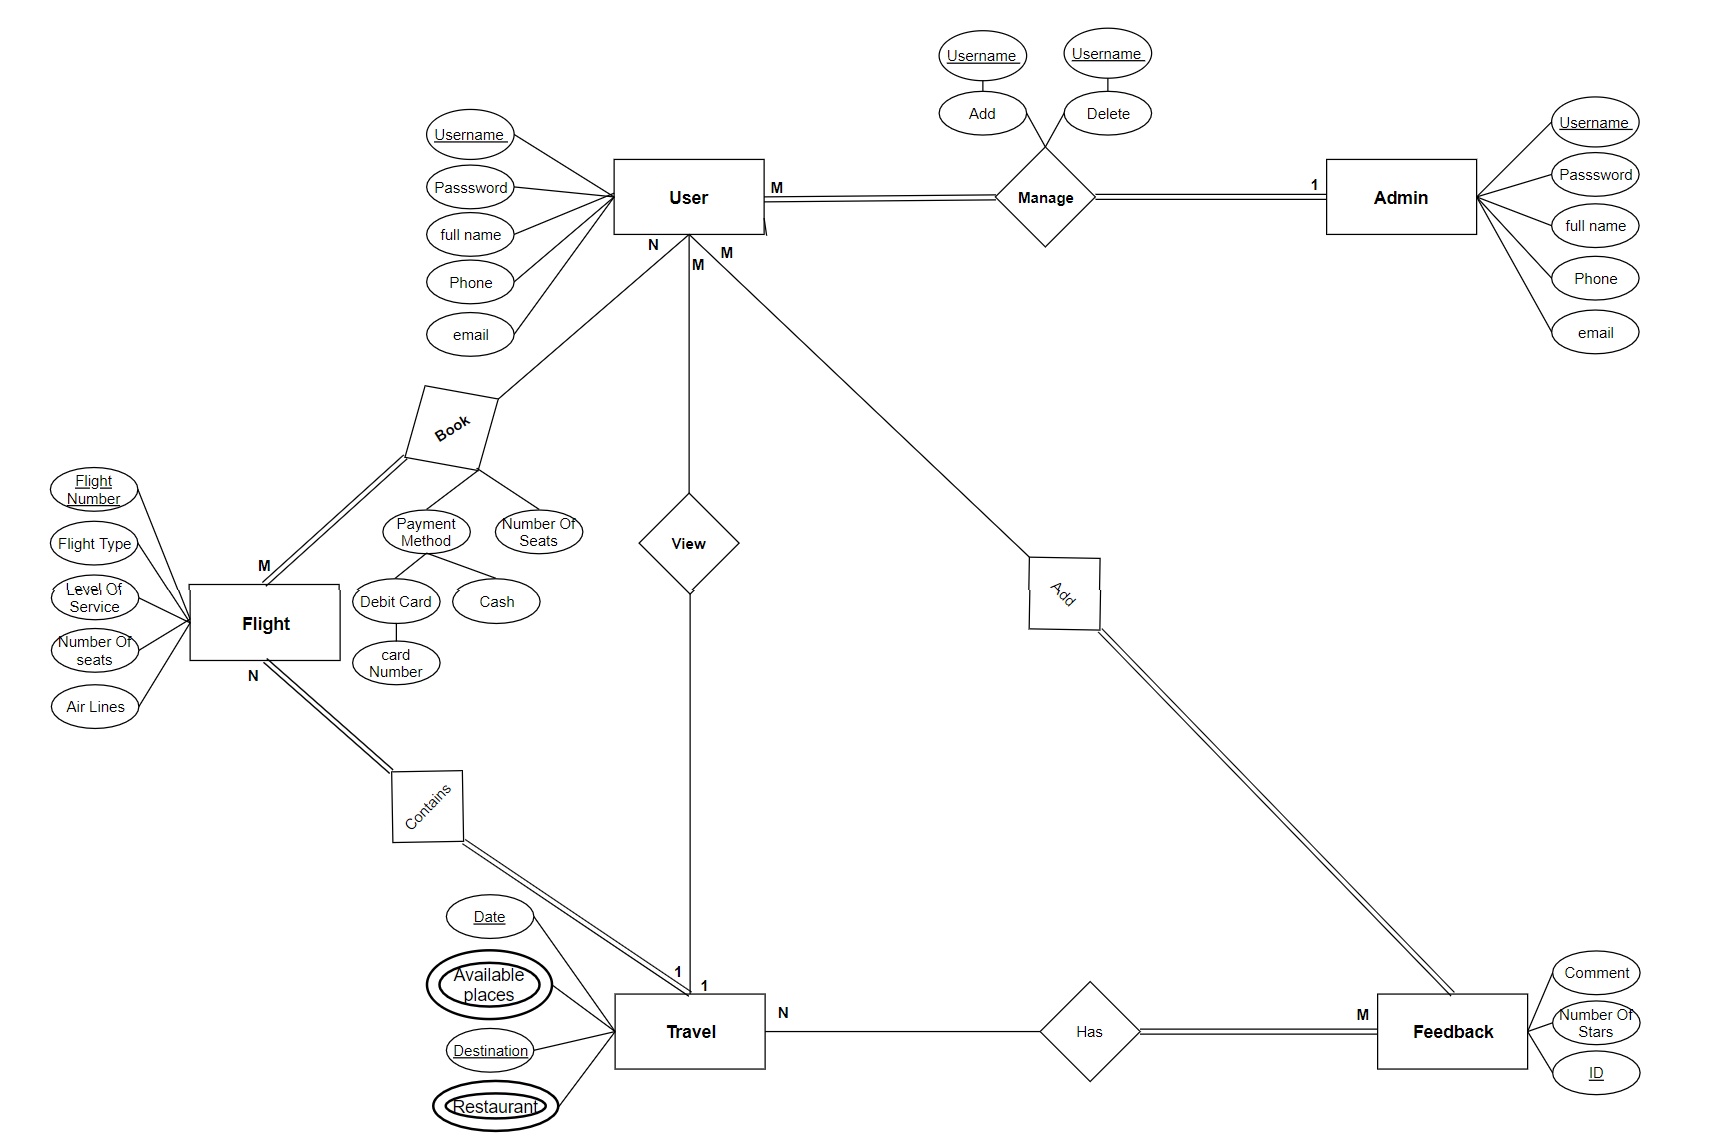 Username
Username
Add
Delete
Username
Passsword
full name
Phone
email
User
M
Manage
1
Admin
Username
Passsword
full name
Phone
email
N
M
M
Book
Payment
Method
Number Of
Seats
Debit Card
Cash
card
Number
View
Add
Flight
Number
Flight Type
Level Of
Service
Number Of
seats
Air Lines
M
Flight
N
Contains
Date
Available
places
Destination
Restaurant
1
1
Travel
N
Has
M
Feedback
Comment
Number Of
Stars
ID